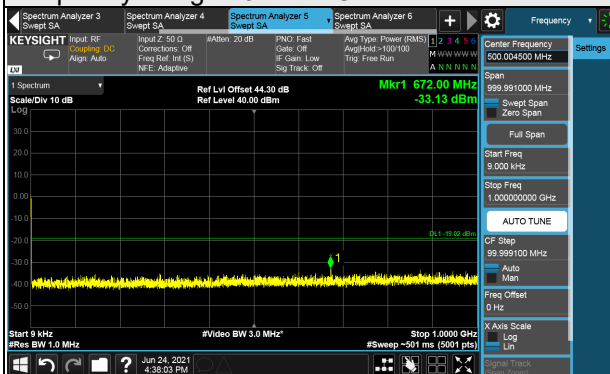 Spectrum Analyzer 3
Swept SA
Spectrum Analyzer 4
Swept SA
Spectrum Analyzer 5
Swept SA
Spectrum Analyzer 6
Swept SA
+
Frequency
KEYSIGHT
Input: RF
Coupling: DC
Align: Auto
Input Z: 50 Ω
Corrections: Off
Freq Ref: Int (S)
NFE: Adaptive
#Atten: 20 dB
PNO: Fast
Gate: Off
IF Gain: Low
Sig Track: Off
Avg Type: Power (RMS)
Avg|Hold:>100/100
Trig: Free Run
1 2 3 4 5 6
M W W W W W
A N N N N N
LXI
1 Spectrum
Scale/Div 10 dB
Log
Ref Lvl Offset 44.30 dB
Ref Level 40.00 dBm
Mkr1 672.00 MHz
-33.13 dBm
30.0
20.0
10.0
0.00
-10.0
-20.0
-30.0
-40.0
-50.0
DL1 -19.02 dBm
1
Start 9 kHz
#Res BW 1.0 MHz
#Video BW 3.0 MHz*
Stop 1.0000 GHz
#Sweep ~501 ms (5001 pts)
Center Frequency
500.004500 MHz
Settings
Span
999.991000 MHz
Swept Span
Zero Span
Full Span
Start Freq
9.000 kHz
Stop Freq
1.000000000 GHz
AUTO TUNE
CF Step
99.999100 MHz
Auto
Man
Freq Offset
0 Hz
X Axis Scale
Log
Lin
Signal Track
(Span Zoom)
?
Jun 24, 2021
4:38:03 PM